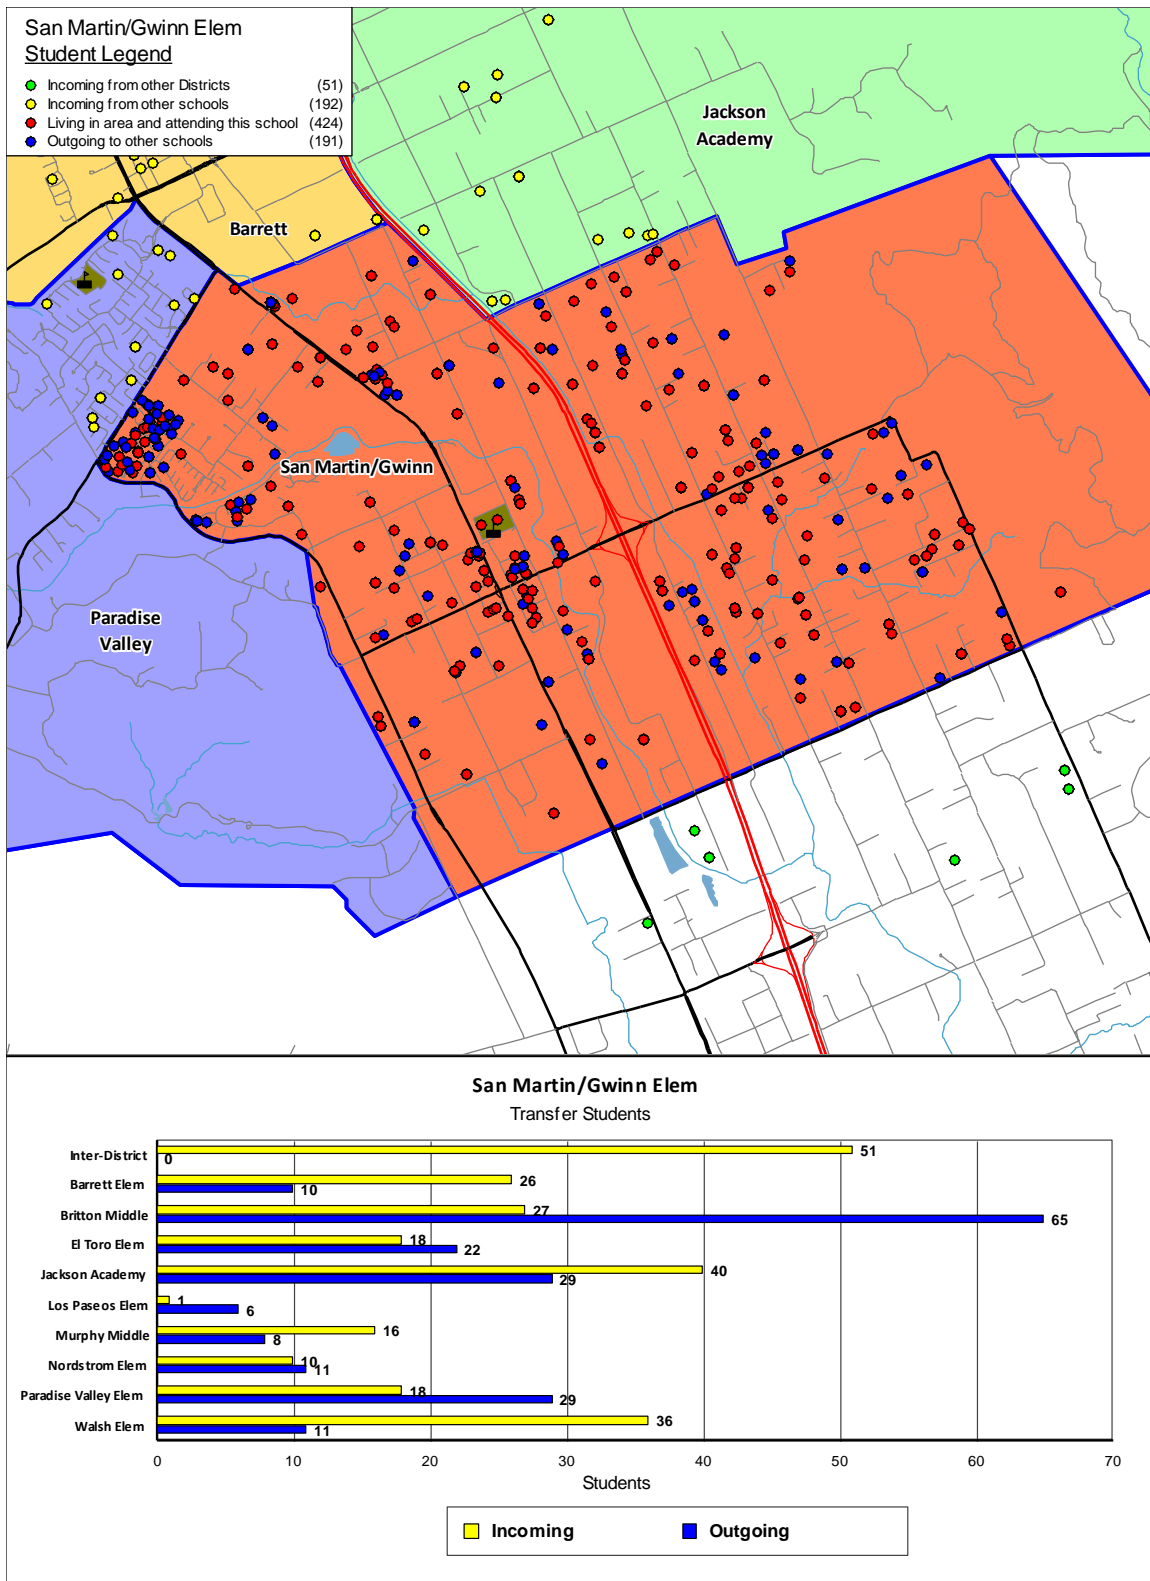 San Martin/Gwinn Elem
Student Legend
Incoming from other Districts (51)
Incoming from other schools (192)
Living in area and attending this school (424)
Outgoing to other schools (191)
Jackson
Academy
Barrett
San Martin/Gwinn
Paradise
Valley
San Martin/Gwinn Elem
Transfer Students
Inter-District 51
0
Barrett Elem 26
10
Britton Middle 27
65
El Toro Elem 18
22
Jackson Academy 40
29
Los Paseos Elem 1
6
Murphy Middle 16
8
Nordstrom Elem 10
11
Paradise Valley Elem 18
29
Walsh Elem 36
11
0 10 20 30 40 50 60 70
Students
Incoming Outgoing